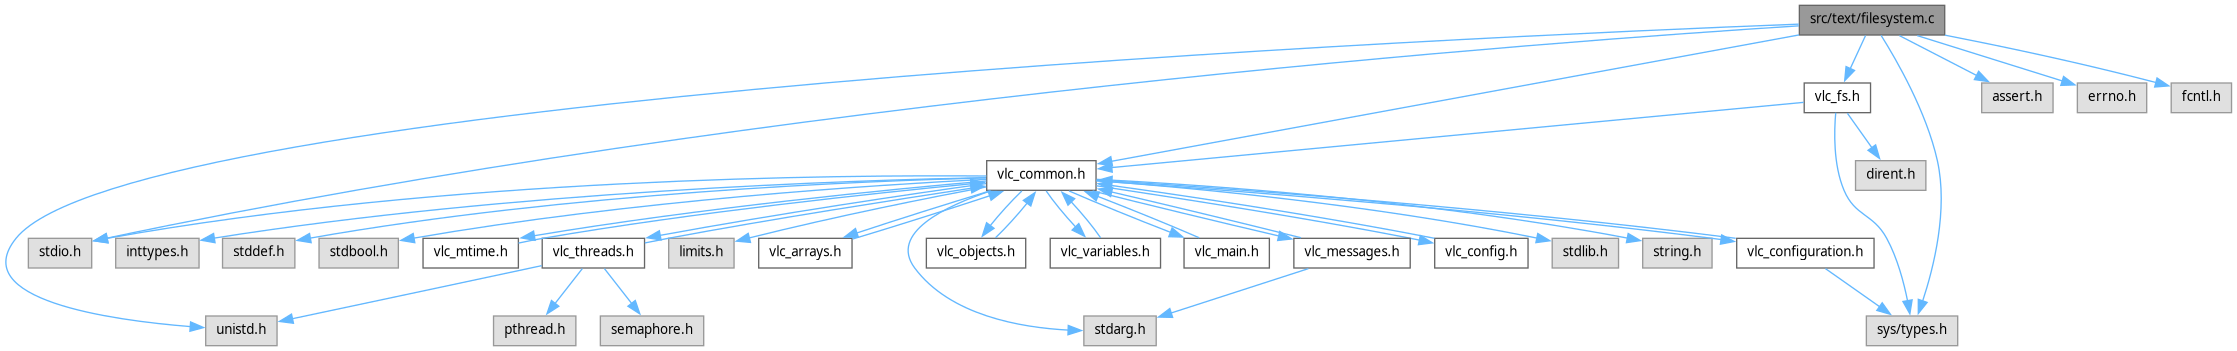 src/text/filesystem.c
vlc_fs.h
assert.h
errno.h
fcntl.h
vlc_common.h
dirent.h
stdio.h
inttypes.h
stddef.h
stdbool.h
vlc_mtime.h
vlc_threads.h
limits.h
vlc_arrays.h
vlc_objects.h
vlc_variables.h
vlc_main.h
vlc_messages.h
vlc_config.h
stdlib.h
string.h
vlc_configuration.h
unistd.h
pthread.h
semaphore.h
stdarg.h
sys/types.h